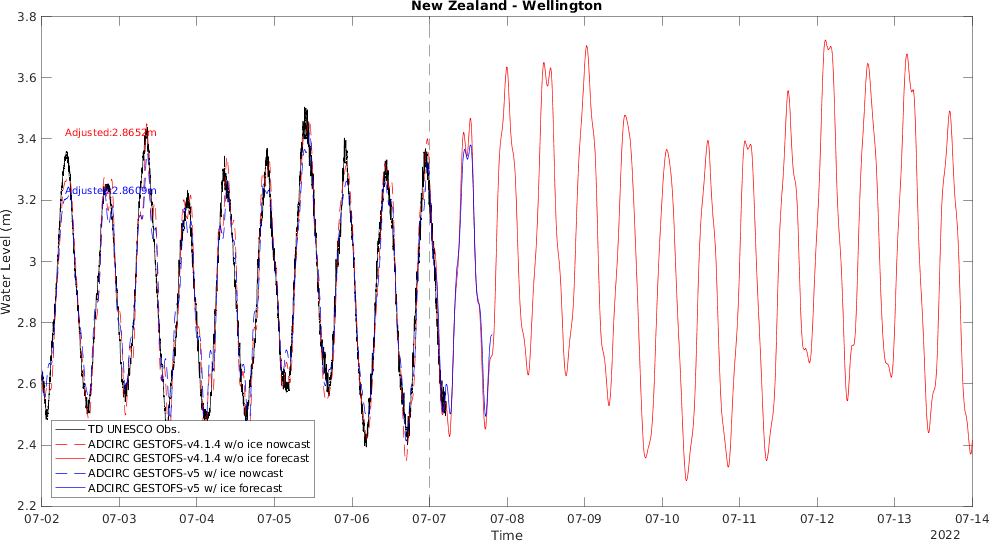 New Zealand - Wellington
3.8
3.6
3.4
3.2
3
2.8
2.6
2.4
2.2
Water Level (m)
Adjusted:2.8652m
Adjusted:2.8609m
TD UNESCO Obs.
ADCIRC GESTOFS-v4.1.4 w/o ice nowcast
ADCIRC GESTOFS-v4.1.4 w/o ice forecast
ADCIRC GESTOFS-v5 w/ ice nowcast
ADCIRC GESTOFS-v5 w/ ice forecast
07-02 07-03 07-04 07-05 07-06 07-07 07-08 07-09 07-10 07-11 07-12 07-13 07-14
Time
2022